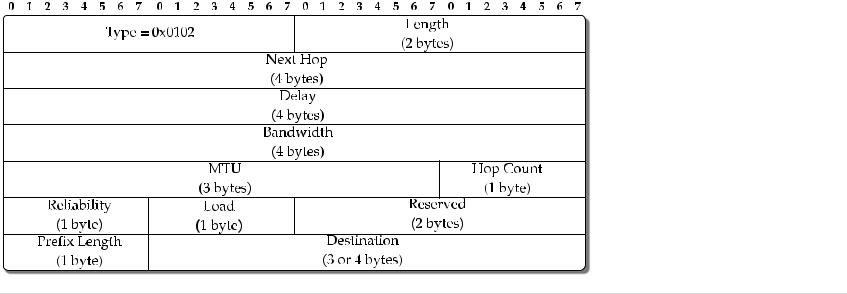 0 1 2 3 4 5 6 7 0 1 2 3 4 5 6 7 0 1 2 3 4 5 6 7 0 1 2 3 4 5 6 7
Type = 0x0102
Length
(2 bytes)
Next Hop
(4 bytes)
Delay
(4 bytes)
Bandwidth
(4 bytes)
MTU
(3 bytes)
Hop Count
(1 byte)
Reliability
(1 byte)
Load
(1 byte)
Reserved
(2 bytes)
Prefix Length
(1 byte)
Destination
(3 or 4 bytes)